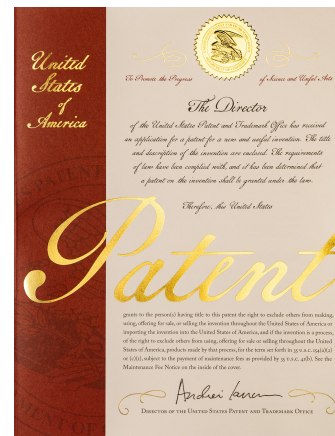 United
States
of
America
To Promote the Progress of Science and Useful Arts
The Director
of the United States Patent and Trademark Office has received
an application for a patent for a new and useful invention. The title
and description of the invention are enclosed. The requirements
of law have been complied with, and it has been determined that
a patent on the invention shall be granted under the law.
Therefore, this United States
Patent
grants to the person(s) having title to this patent the right to exclude others from making,
using, offering for sale, or selling the invention throughout the United States of America or
importing the invention into the United States of America, and if the invention is a process,
of the right to exclude others from using, offering for sale or selling throughout the United
States of America, products made by that process, for the term set forth in 35 U.S.C. 154(a)(2)
or (c)(1), subject to the payment of maintenance fees as provided by 35 U.S.C. 41(b). See the
Maintenance Fee Notice on the inside of the cover.
Andrei Iancu
Director of the United States Patent and Trademark Office